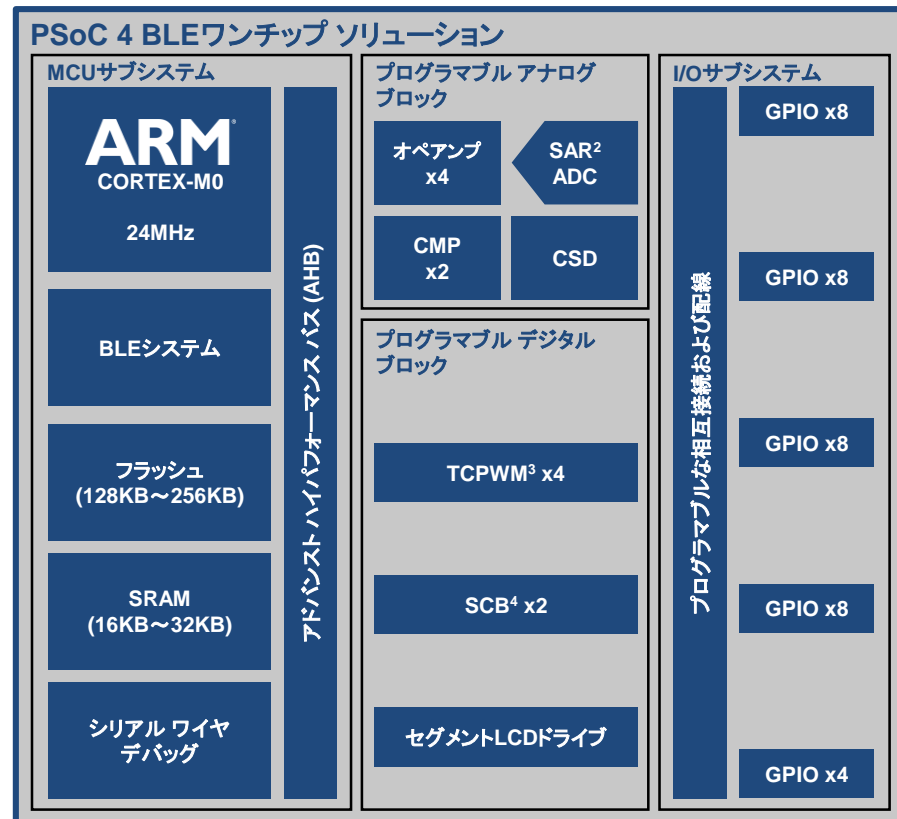 PSoC 4 BLEワンチップ ソリューション
MCUサブシステム
ARM®
CORTEX-M0
24MHz
BLEシステム
フラッシュ
(128KB～256KB)
SRAM
(16KB～32KB)
シリアル ワイヤ
デバッグ
アドバンスト ハイパフォーマンス バス (AHB)
プログラマブル アナログ
ブロック
オペアンプ
x4
SAR²
ADC
CMP
x2
CSD
プログラマブル デジタル
ブロック
TCPWM³ x4
SCB⁴ x2
セグメントLCDドライブ
I/Oサブシステム
プログラマブルな相互接続および配線
GPIO x8
GPIO x8
GPIO x8
GPIO x8
GPIO x4